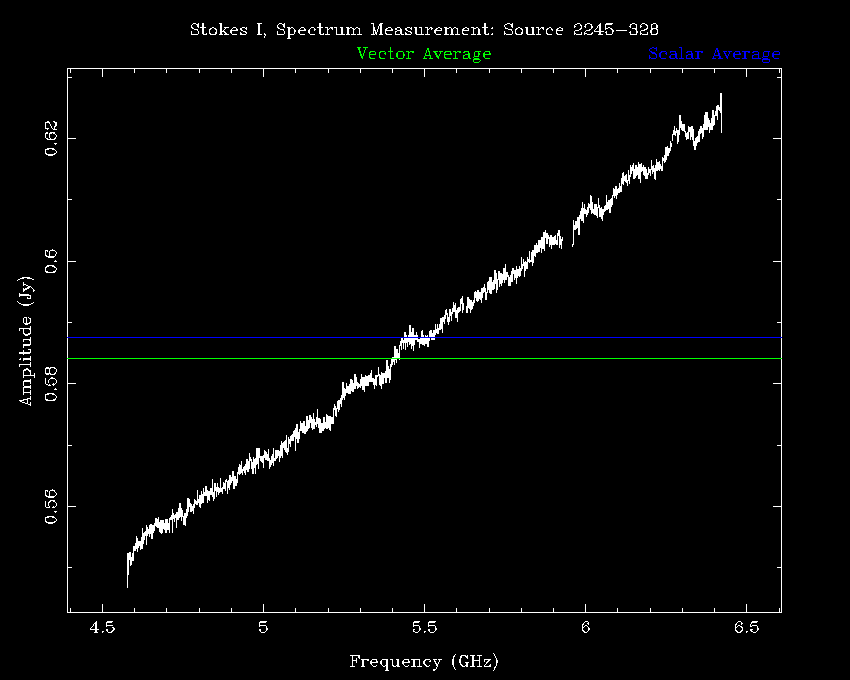 Stokes I, Spectrum Measurement: Source 2245−328
Vector Average Scalar Average
0.62
0.6
0.58
0.56
Amplitude (Jy)
4.5 5 5.5 6 6.5
Frequency (GHz)